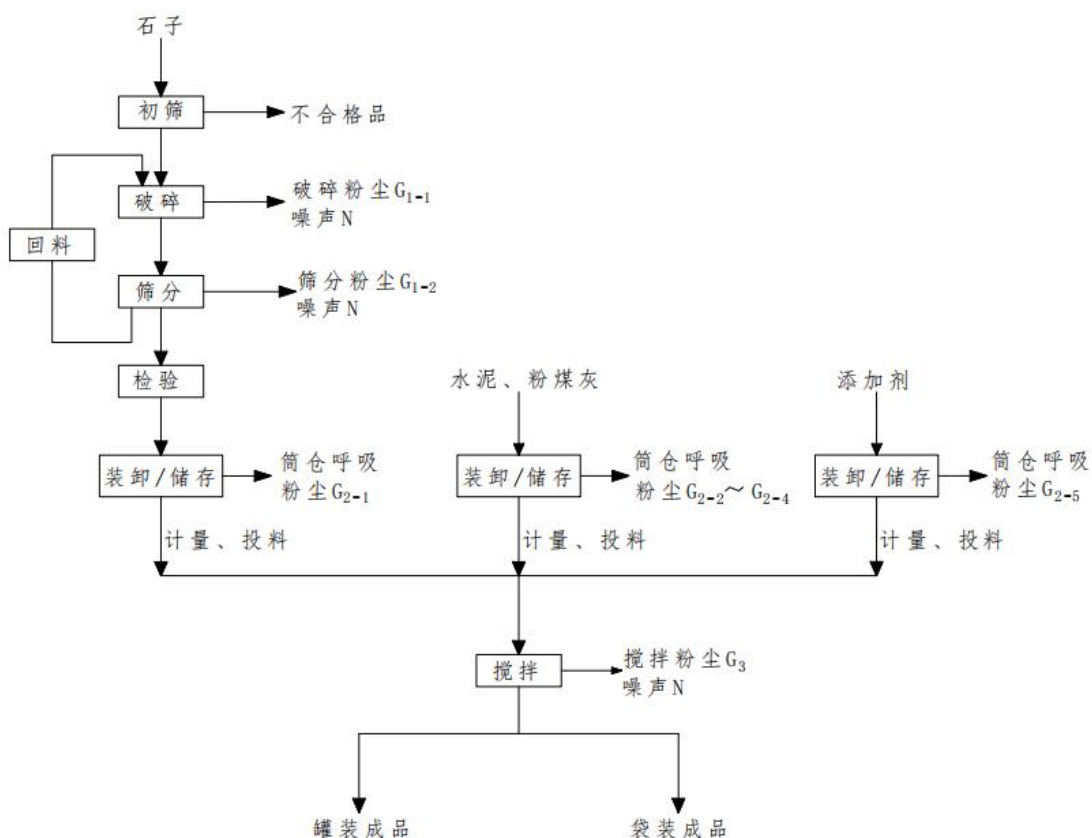 石子
初筛
不合格品
破碎
破碎粉尘G₁₋₁
噪声N
回料
筛分
筛分粉尘G₁₋₂
噪声N
检验
水泥、粉煤灰
添加剂
装卸/储存
筒仓呼吸
粉尘G₂₋₁
装卸/储存
筒仓呼吸
粉尘G₂₋₂～G₂₋₄
装卸/储存
筒仓呼吸
粉尘G₂₋₅
计量、投料
计量、投料
计量、投料
搅拌
搅拌粉尘G₃
噪声N
罐装成品
袋装成品